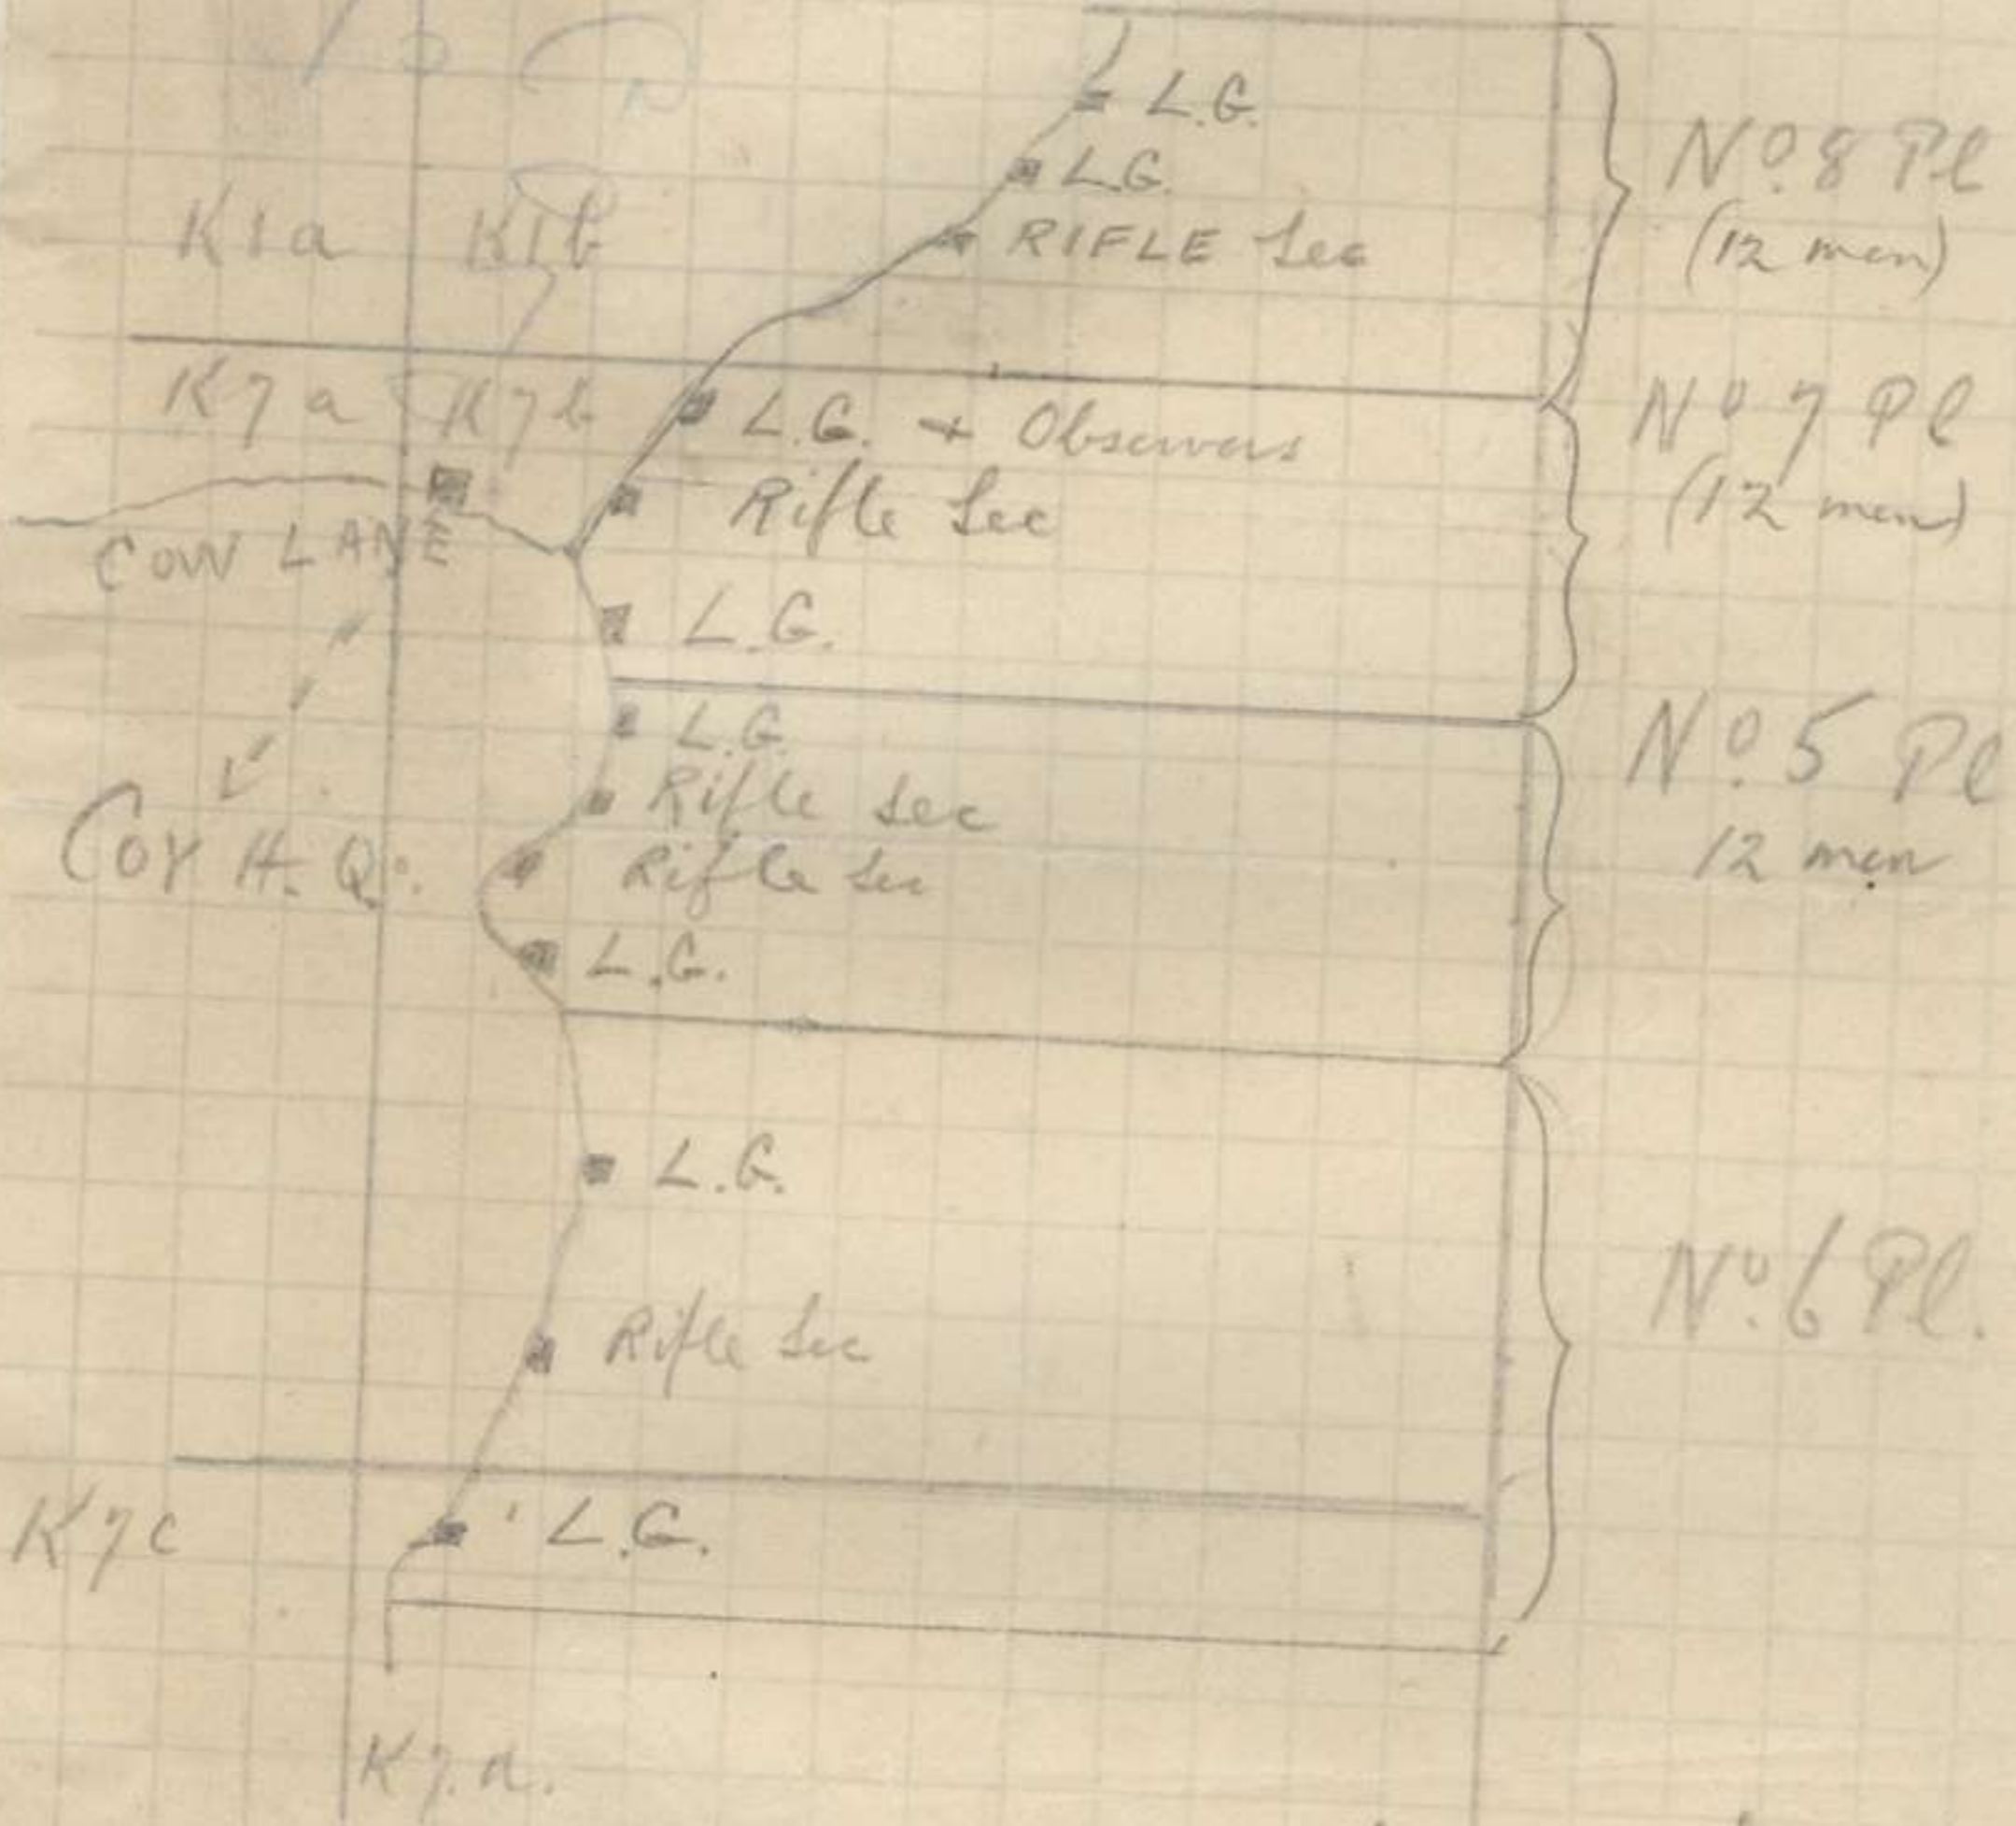 L.G.
L.G.
RIFLE Sec
No. 8 Pl
(12 men)
K1a K1b
K7a K7b
L.G. + Observers
Rifle Sec
No 7 Pl
(12 men)
COW LANE
L.G.
L.G.
Rifle Sec
Rifle Sec
L.G.
No. 5 Pl
12 men
COY H.Q.
L.G.
Rifle Sec
No. 6 Pl.
K7c
L.G.